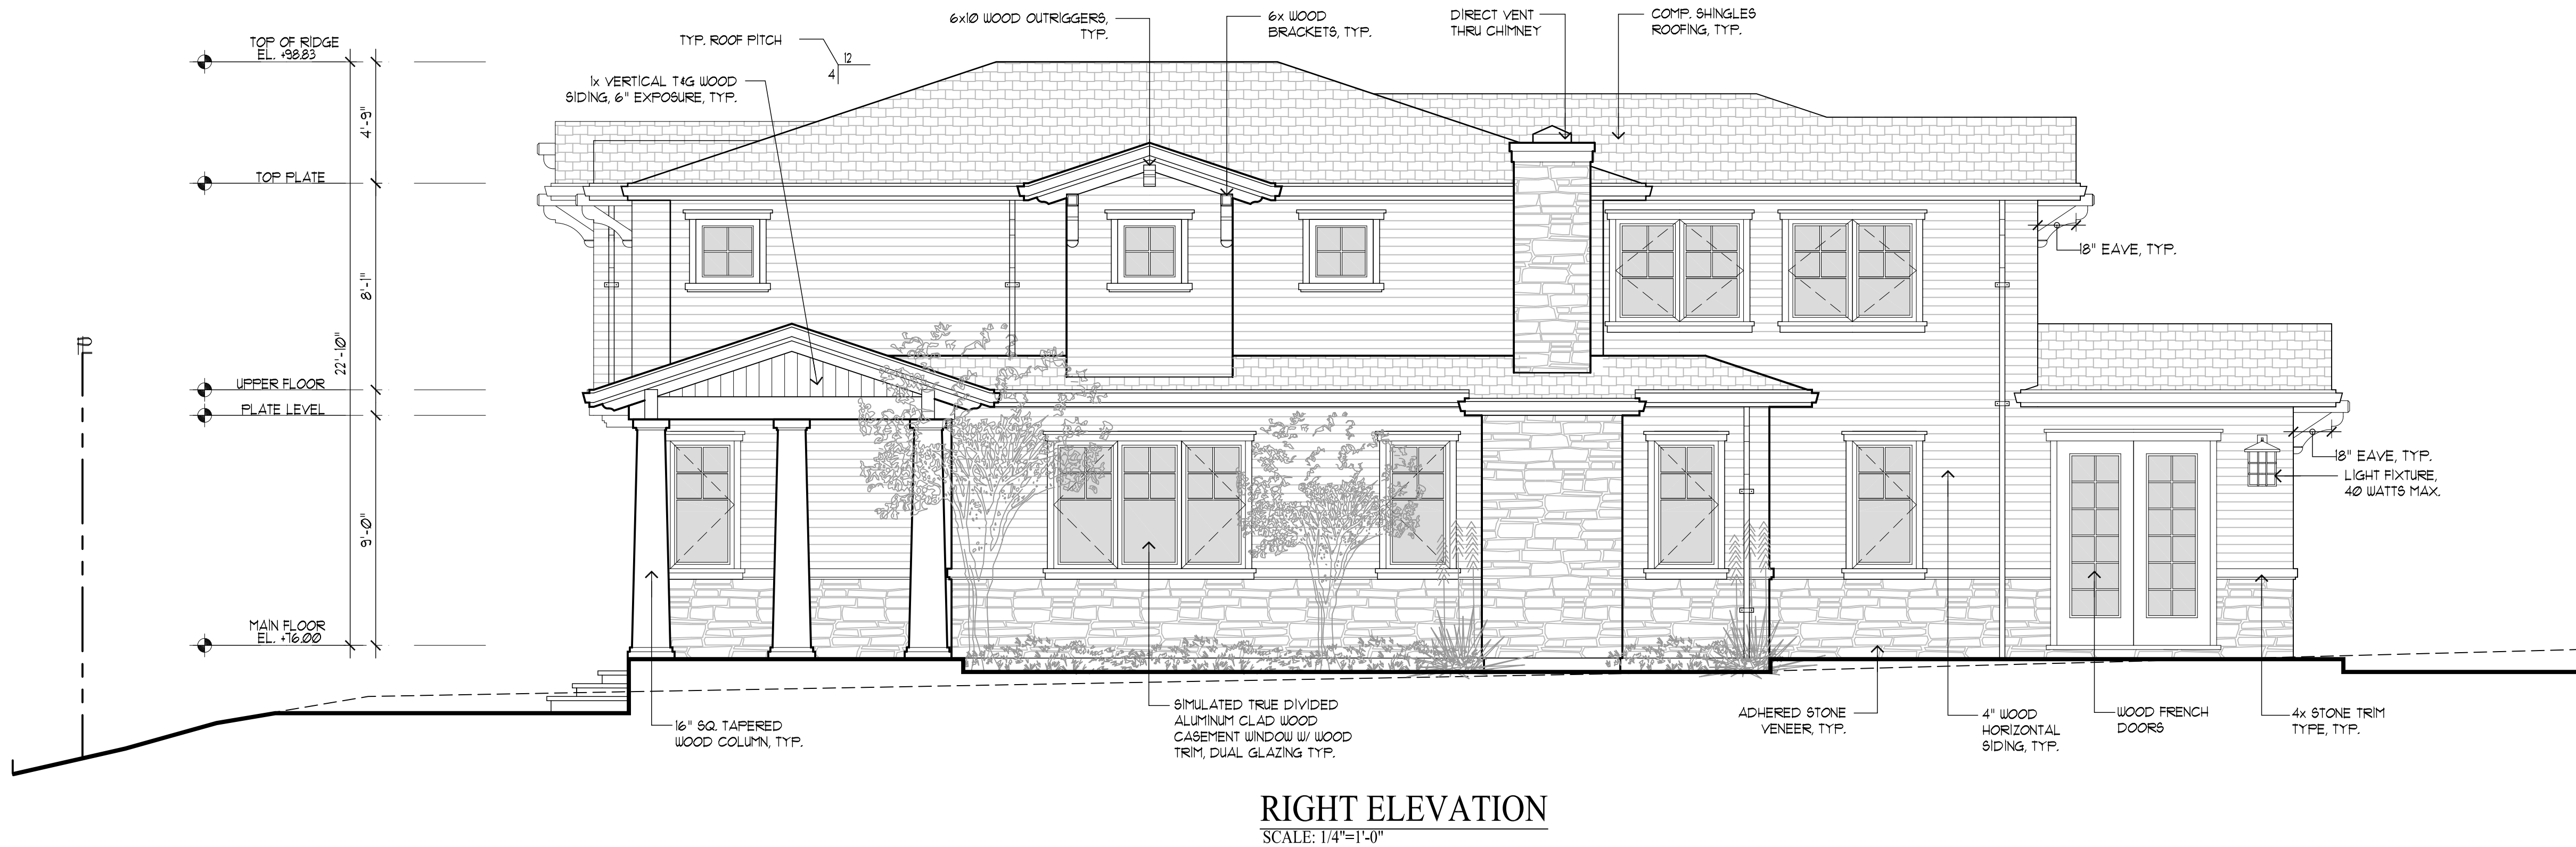 TOP OF RIDGE
EL. +98.83
TOP PLATE
UPPER FLOOR
PLATE LEVEL
MAIN FLOOR
EL. +76.00
4'-9"
8'-1"
22'-10"
9'-0"
TYP. ROOF PITCH
12
4
1x VERTICAL T&G WOOD
SIDING, 6" EXPOSURE, TYP.
6x10 WOOD OUTRIGGERS,
TYP.
6x WOOD
BRACKETS, TYP.
DIRECT VENT
THRU CHIMNEY
COMP. SHINGLES
ROOFING, TYP.
18" EAVE, TYP.
18" EAVE, TYP.
LIGHT FIXTURE,
40 WATTS MAX.
16" SQ. TAPERED
WOOD COLUMN, TYP.
SIMULATED TRUE DIVIDED
ALUMINUM CLAD WOOD
CASEMENT WINDOW W/ WOOD
TRIM, DUAL GLAZING TYP.
ADHERED STONE
VENEER, TYP.
4" WOOD
HORIZONTAL
SIDING, TYP.
WOOD FRENCH
DOORS
4x STONE TRIM
TYPE, TYP.
RIGHT ELEVATION
SCALE: 1/4"=1'-0"